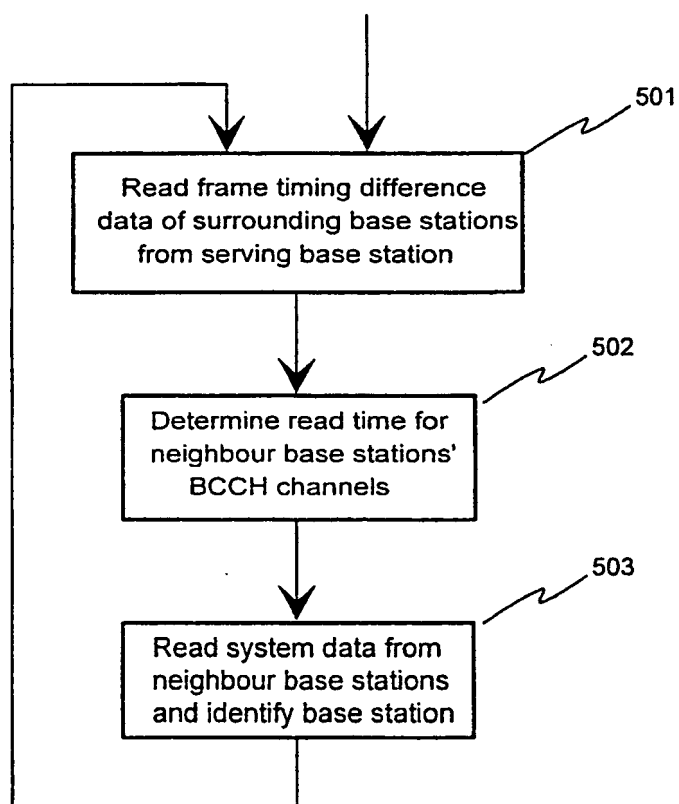 501
Read frame timing difference
data of surrounding base stations
from serving base station
502
Determine read time for
neighbour base stations'
BCCH channels
503
Read system data from
neighbour base stations
and identify base station